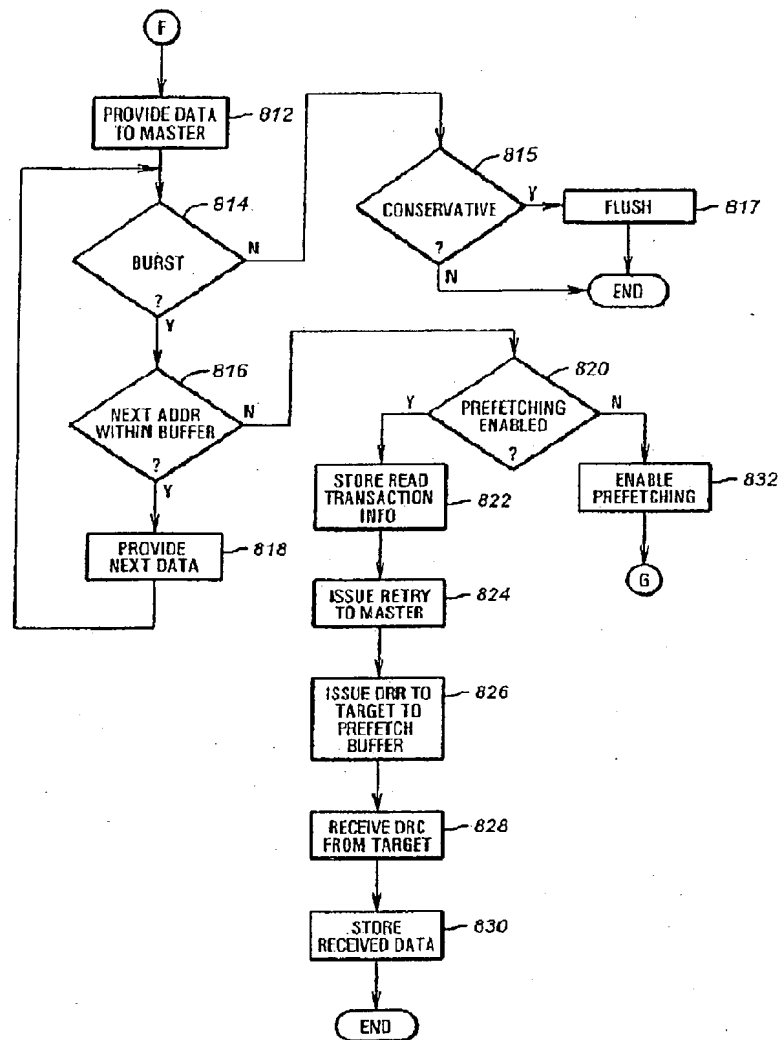 F
PROVIDE DATA
TO MASTER
812
814
BURST
?
N
Y
815
CONSERVATIVE
?
Y
N
FLUSH
817
END
816
NEXT ADDR
WITHIN BUFFER
?
N
Y
PROVIDE
NEXT DATA
818
820
PREFETCHING
ENABLED
?
Y
N
STORE READ
TRANSACTION
INFO
822
ENABLE
PREFETCHING
832
G
ISSUE RETRY
TO MASTER
824
ISSUE DRR TO
TARGET TO
PREFETCH
BUFFER
826
RECEIVE DRC
FROM TARGET
828
STORE
RECEIVED DATA
830
END